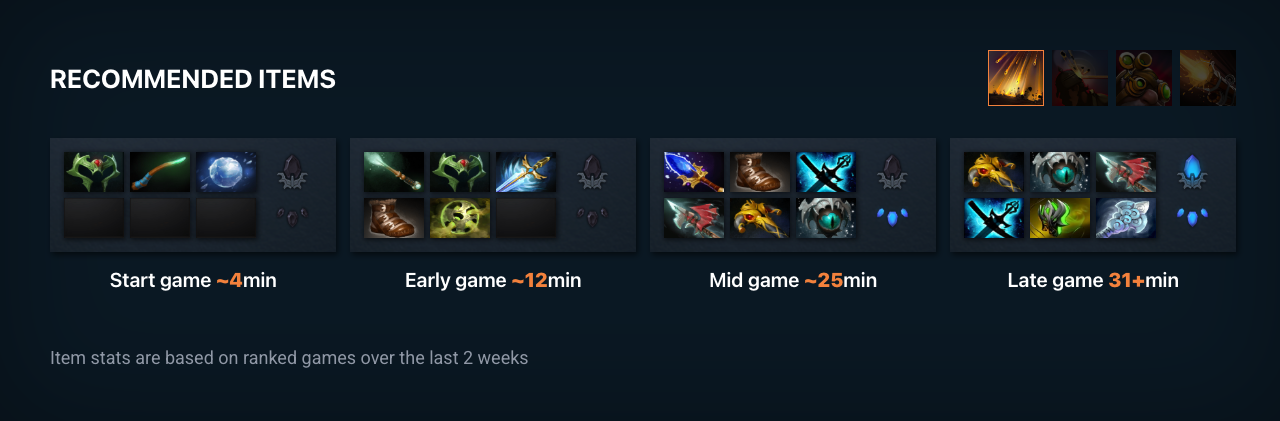 RECOMMENDED ITEMS
Start game ~4min
Early game ~12min
Mid game ~25min
Late game 31+min
Item stats are based on ranked games over the last 2 weeks